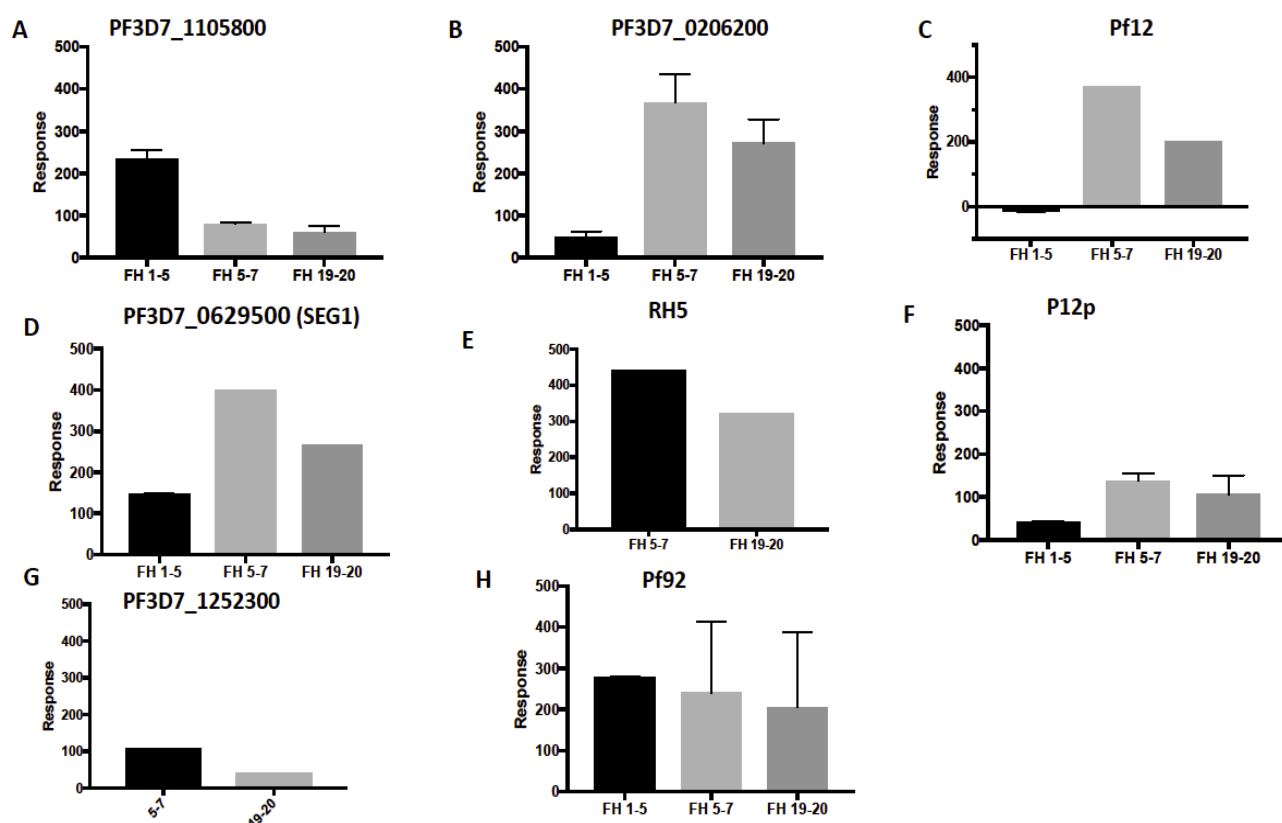 A
PF3D7_1105800
500
400
300
200
100
0
Response
FH 1-5 FH 5-7 FH 19-20
B
PF3D7_0206200
500
400
300
200
100
0
Response
FH 1-5 FH 5-7 FH 19-20
C
Pf12
400
200
0
Response
FH 1-5 FH 5-7 FH 19-20
D
PF3D7_0629500 (SEG1)
500
400
300
200
100
0
Response
FH 1-5 FH 5-7 FH 19-20
E
RH5
500
400
300
200
100
0
Response
FH 5-7 FH 19-20
F
P12p
500
400
300
200
100
0
Response
FH 1-5 FH 5-7 FH 19-20
G
PF3D7_1252300
500
400
300
200
100
0
Response
5-7 19-20
H
Pf92
500
400
300
200
100
0
Response
FH 1-5 FH 5-7 FH 19-20